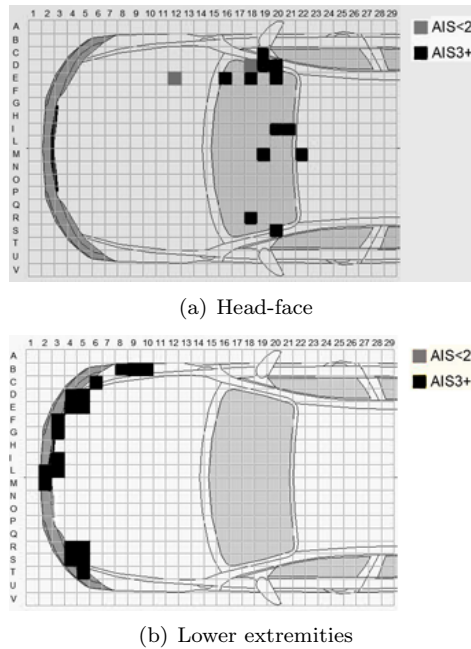 1 2 3 4 5 6 7 8 9 10 11 12 13 14 15 16 17 18 19 20 21 22 23 24 25 26 27 28 29
A
B
C
D
E
F
G
H
I
L
M
N
O
P
Q
R
S
T
U
V
AIS<2
AIS3+
(a) Head-face
1 2 3 4 5 6 7 8 9 10 11 12 13 14 15 16 17 18 19 20 21 22 23 24 25 26 27 28 29
A
B
C
D
E
F
G
H
I
L
M
N
O
P
Q
R
S
T
U
V
AIS<2
AIS3+
(b) Lower extremities